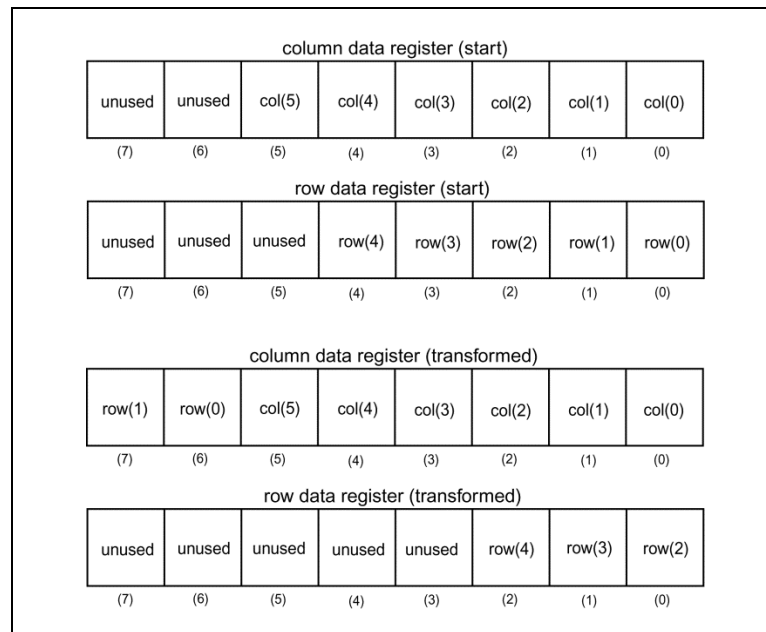 column data register (start)
unused unused col(5) col(4) col(3) col(2) col(1) col(0)
(7) (6) (5) (4) (3) (2) (1) (0)
row data register (start)
unused unused unused row(4) row(3) row(2) row(1) row(0)
(7) (6) (5) (4) (3) (2) (1) (0)
column data register (transformed)
row(1) row(0) col(5) col(4) col(3) col(2) col(1) col(0)
(7) (6) (5) (4) (3) (2) (1) (0)
row data register (transformed)
unused unused unused unused unused row(4) row(3) row(2)
(7) (6) (5) (4) (3) (2) (1) (0)